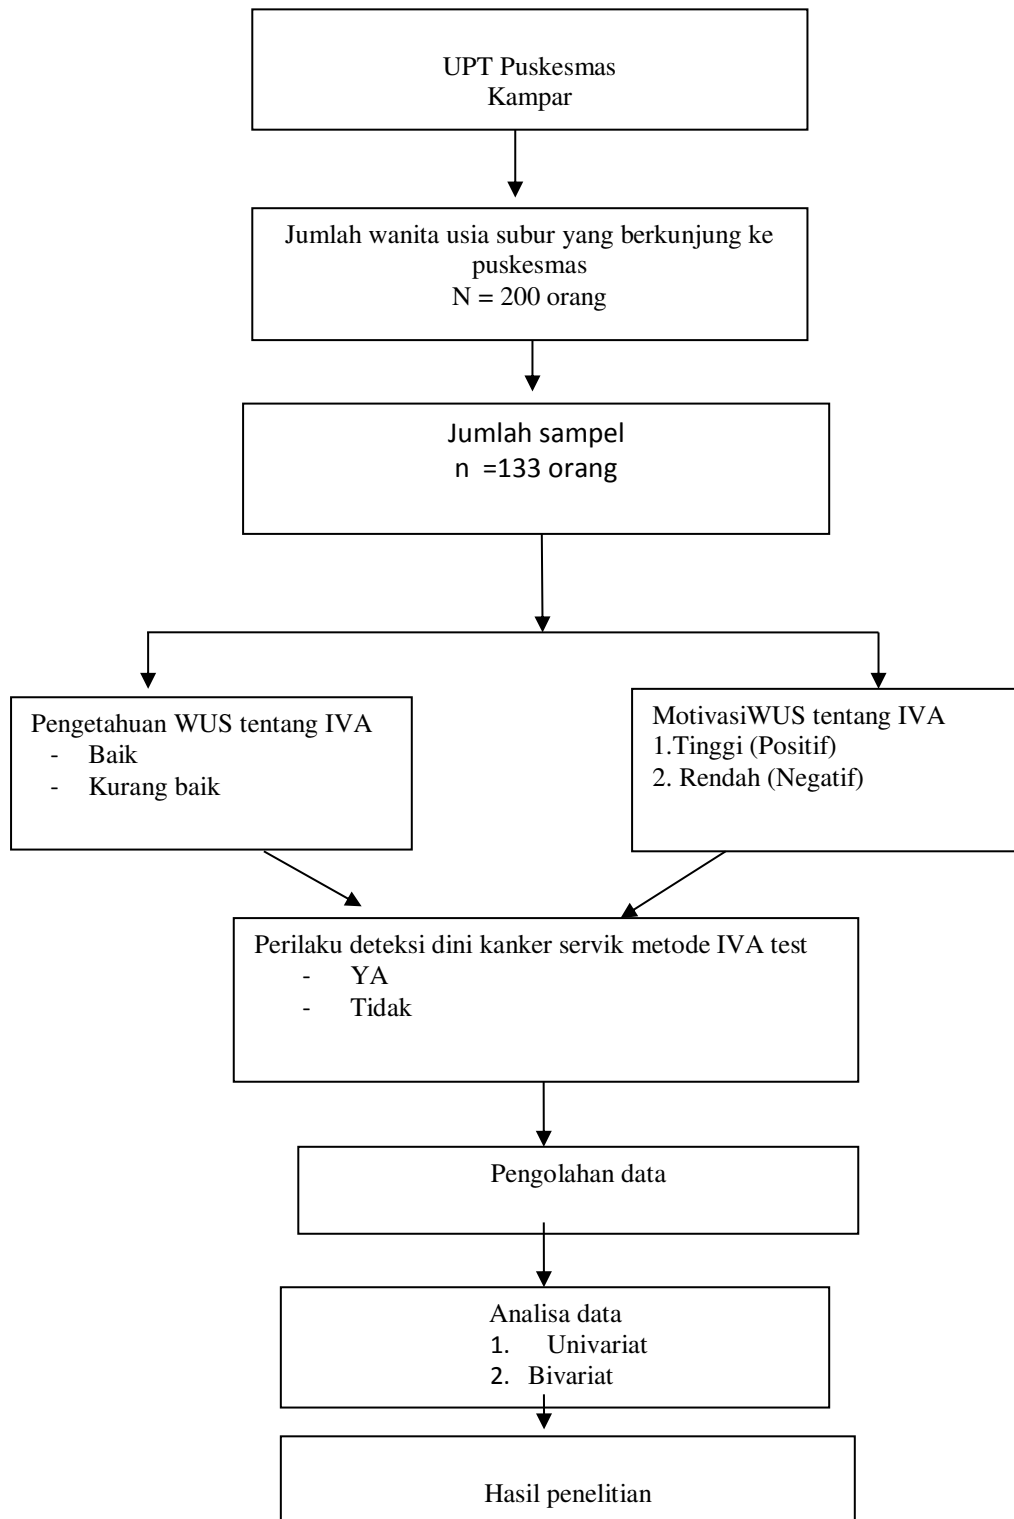 UPT Puskesmas
Kampar
Jumlah wanita usia subur yang berkunjung ke
puskesmas
N = 200 orang
Jumlah sampel
n =133 orang
Pengetahuan WUS tentang IVA
- Baik
- Kurang baik
MotivasiWUS tentang IVA
1.Tinggi (Positif)
2. Rendah (Negatif)
Perilaku deteksi dini kanker servik metode IVA test
- YA
- Tidak
Pengolahan data
Analisa data
1. Univariat
2. Bivariat
Hasil penelitian